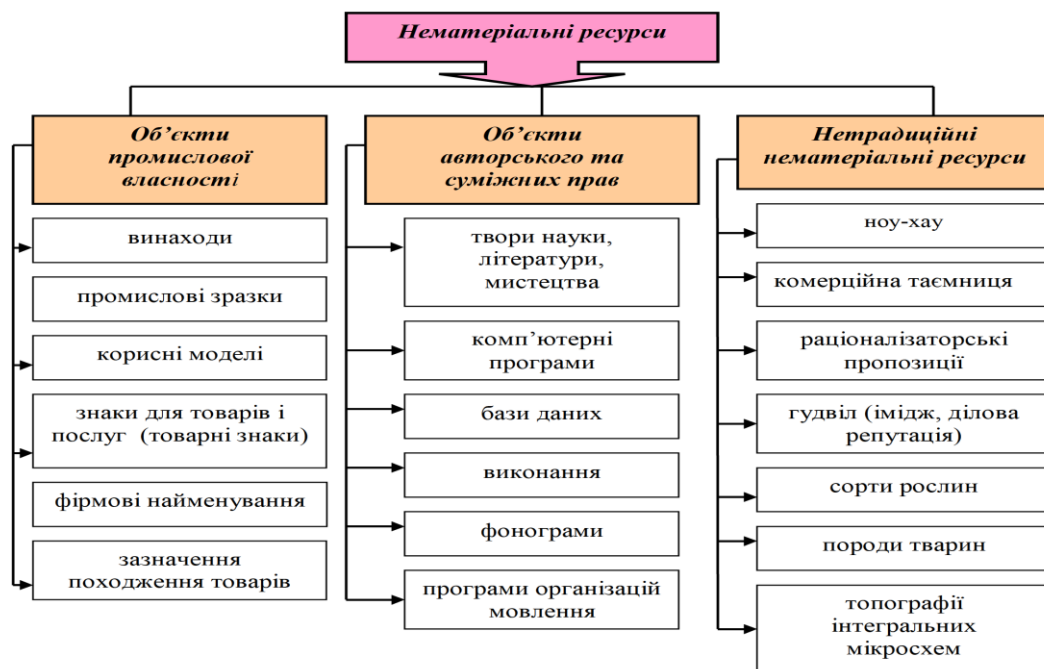 Нематеріальні ресурси
Об’єкти
промислової
власності
винаходи
промислові зразки
корисні моделі
знаки для товарів і
послуг (товарні знаки)
фірмові найменування
зазначення
походження товарів
Об’єкти
авторського та
суміжних прав
твори науки,
літератури,
мистецтва
комп’ютерні
програми
бази даних
виконання
фонограми
програми організацій
мовлення
Нетрадиційні
нематеріальні ресурси
ноу-хау
комерційна таємниця
раціоналізаторські
пропозиції
гудвіл (імідж, ділова
репутація)
сорти рослин
породи тварин
топографії
інтегральних
мікросхем